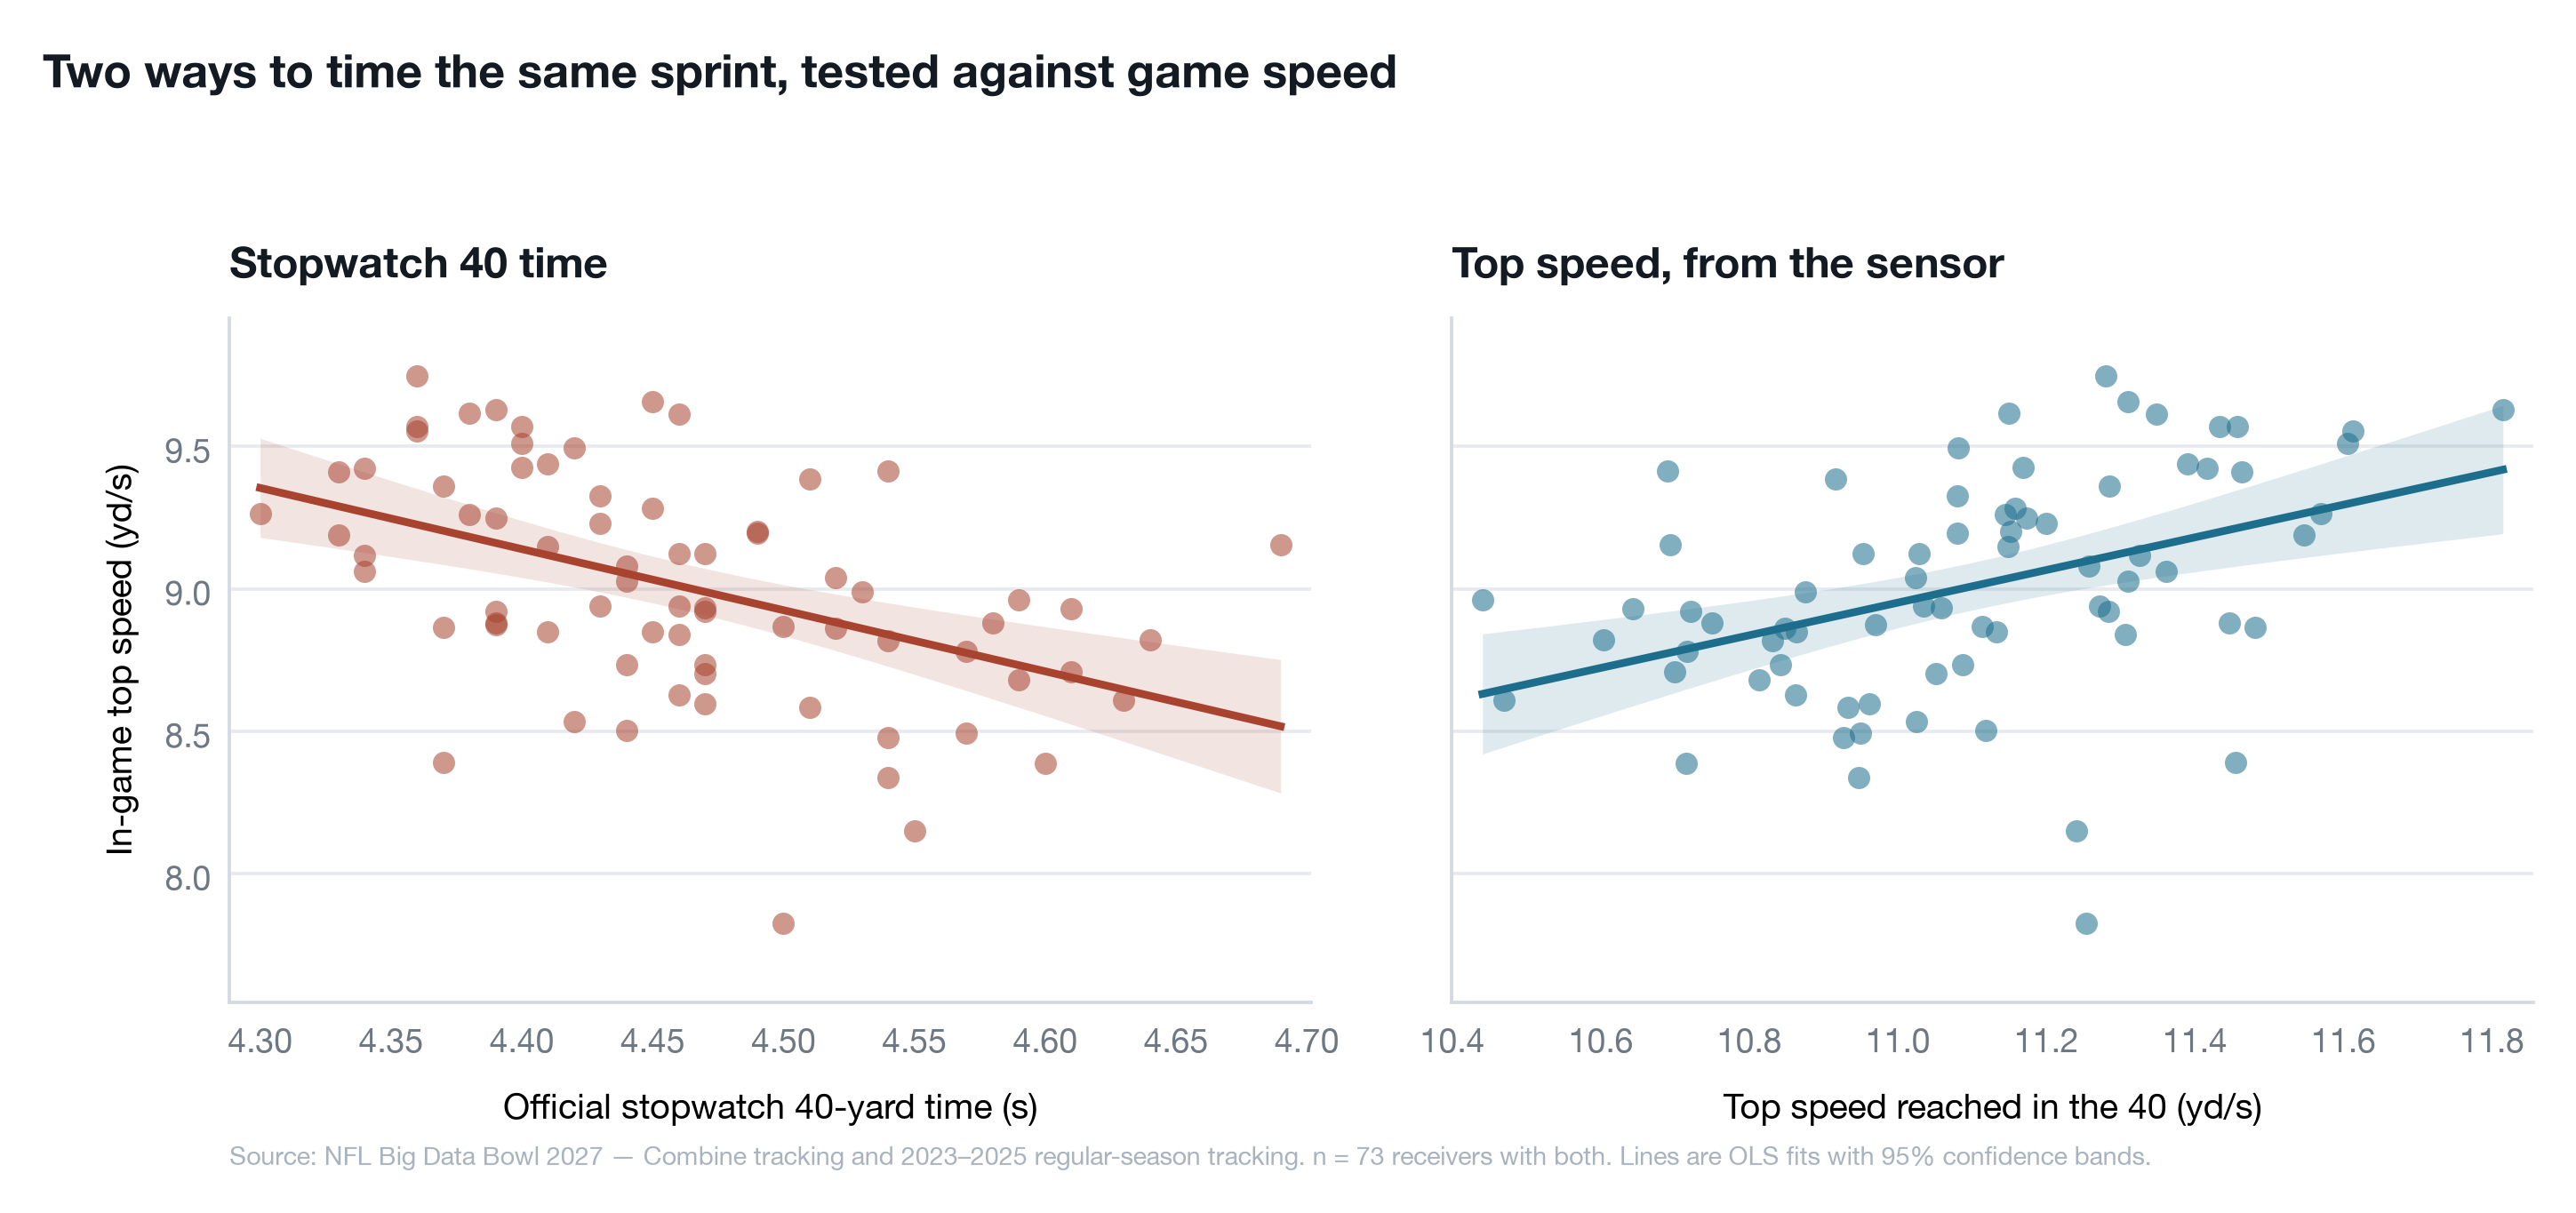 Two ways to time the same sprint, tested against game speed
Stopwatch 40 time
Top speed, from the sensor
In-game top speed (yd/s)
9.5
9.0
8.5
8.0
4.30 4.35 4.40 4.45 4.50 4.55 4.60 4.65 4.70
10.4 10.6 10.8 11.0 11.2 11.4 11.6 11.8
Official stopwatch 40-yard time (s)
Top speed reached in the 40 (yd/s)
Source: NFL Big Data Bowl 2027 — Combine tracking and 2023–2025 regular-season tracking. n = 73 receivers with both. Lines are OLS fits with 95% confidence bands.